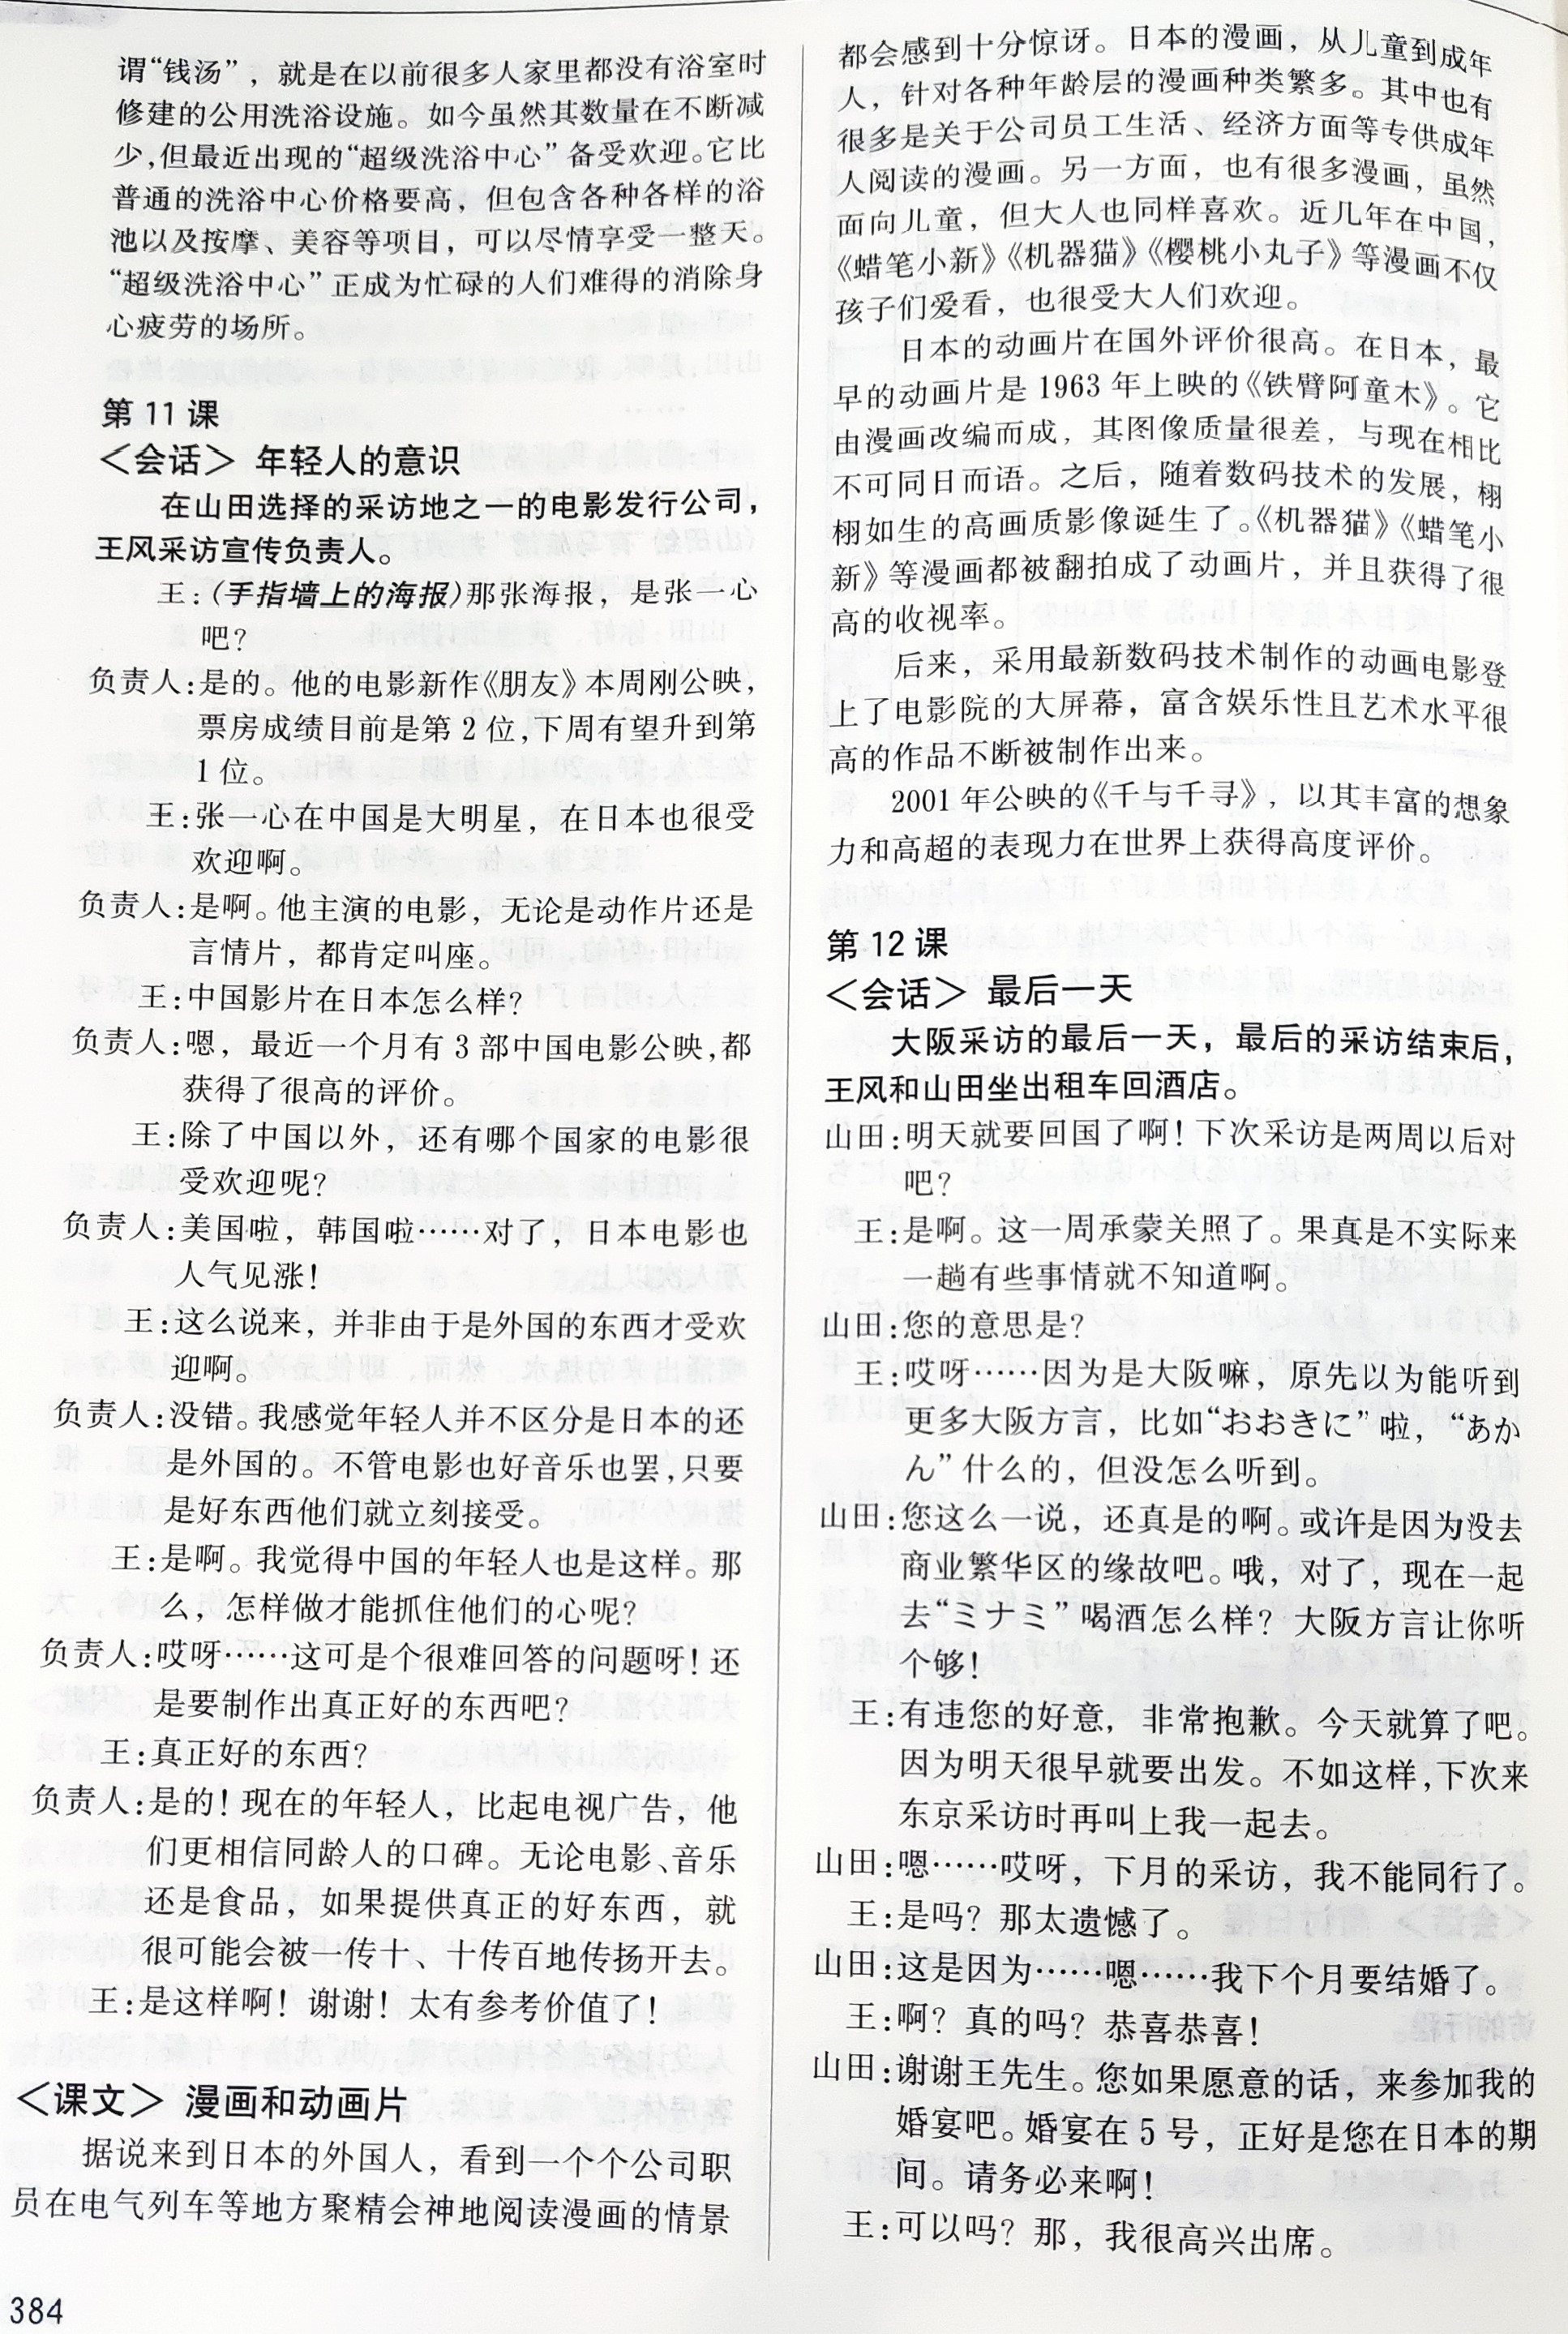 谓“钱汤”，就是在以前很多人家里都没有浴室时
修建的公用洗浴设施。如今虽然其数量在不断减
少,但最近出现的“超级洗浴中心”备受欢迎。它比
普通的洗浴中心价格要高，但包含各种各样的浴
池以及按摩、美容等项目，可以尽情享受一整天。
“超级洗浴中心”正成为忙碌的人们难得的消除身
心疲劳的场所。
第 11 课
＜会话＞ 年轻人的意识
在山田选择的采访地之一的电影发行公司，
王风采访宣传负责人。
王:(手指墙上的海报)那张海报，是张一心
吧？
负责人:是的。他的电影新作《朋友》本周刚公映，
票房成绩目前是第 2 位,下周有望升到第
1 位。
王:张一心在中国是大明星，在日本也很受
欢迎啊。
负责人:是啊。他主演的电影，无论是动作片还是
言情片，都肯定叫座。
王:中国影片在日本怎么样？
负责人:嗯，最近一个月有 3 部中国电影公映,都
获得了很高的评价。
王:除了中国以外，还有哪个国家的电影很
受欢迎呢？
负责人:美国啦，韩国啦……对了，日本电影也
人气见涨！
王:这么说来，并非由于是外国的东西才受欢
迎啊。
负责人:没错。我感觉年轻人并不区分是日本的还
是外国的。不管电影也好音乐也罢,只要
是好东西他们就立刻接受。
王:是啊。我觉得中国的年轻人也是这样。那
么，怎样做才能抓住他们的心呢？
负责人:哎呀……这可是个很难回答的问题呀！还
是要制作出真正好的东西吧？
王:真正好的东西？
负责人:是的！现在的年轻人，比起电视广告，他
们更相信同龄人的口碑。无论电影、音乐
还是食品，如果提供真正的好东西，就
很可能会被一传十、十传百地传扬开去。
王:是这样啊！谢谢！太有参考价值了！
＜课文＞ 漫画和动画片
据说来到日本的外国人，看到一个个公司职
员在电气列车等地方聚精会神地阅读漫画的情景
384
都会感到十分惊讶。日本的漫画，从儿童到成年
人，针对各种年龄层的漫画种类繁多。其中也有
很多是关于公司员工生活、经济方面等专供成年
人阅读的漫画。另一方面，也有很多漫画，虽然
面向儿童，但大人也同样喜欢。近几年在中国，
《蜡笔小新》《机器猫》《樱桃小丸子》等漫画不仅
孩子们爱看，也很受大人们欢迎。
日本的动画片在国外评价很高。在日本，最
早的动画片是 1963 年上映的《铁臂阿童木》。它
由漫画改编而成，其图像质量很差，与现在相比
不可同日而语。之后，随着数码技术的发展，栩
栩如生的高画质影像诞生了。《机器猫》《蜡笔小
新》等漫画都被翻拍成了动画片，并且获得了很
高的收视率。
后来，采用最新数码技术制作的动画电影登
上了电影院的大屏幕，富含娱乐性且艺术水平很
高的作品不断被制作出来。
2001 年公映的《千与千寻》，以其丰富的想象
力和高超的表现力在世界上获得高度评价。
第 12 课
＜会话＞ 最后一天
大阪采访的最后一天，最后的采访结束后，
王风和山田坐出租车回酒店。
山田:明天就要回国了啊！下次采访是两周以后对
吧？
王:是啊。这一周承蒙关照了。果真是不实际来
一趟有些事情就不知道啊。
山田:您的意思是？
王:哎呀……因为是大阪嘛，原先以为能听到
更多大阪方言，比如“おおきに”啦，“あか
ん”什么的，但没怎么听到。
山田:您这么一说，还真是的啊。或许是因为没去
商业繁华区的缘故吧。哦，对了，现在一起
去“ミナミ”喝酒怎么样？大阪方言让你听
个够！
王:有违您的好意，非常抱歉。今天就算了吧。
因为明天很早就要出发。不如这样,下次来
东京采访时再叫上我一起去。
山田:嗯……哎呀，下月的采访，我不能同行了。
王:是吗？那太遗憾了。
山田:这是因为……嗯……我下个月要结婚了。
王:啊？真的吗？恭喜恭喜！
山田:谢谢王先生。您如果愿意的话，来参加我的
婚宴吧。婚宴在 5 号，正好是您在日本的期
间。请务必来啊！
王:可以吗？那，我很高兴出席。